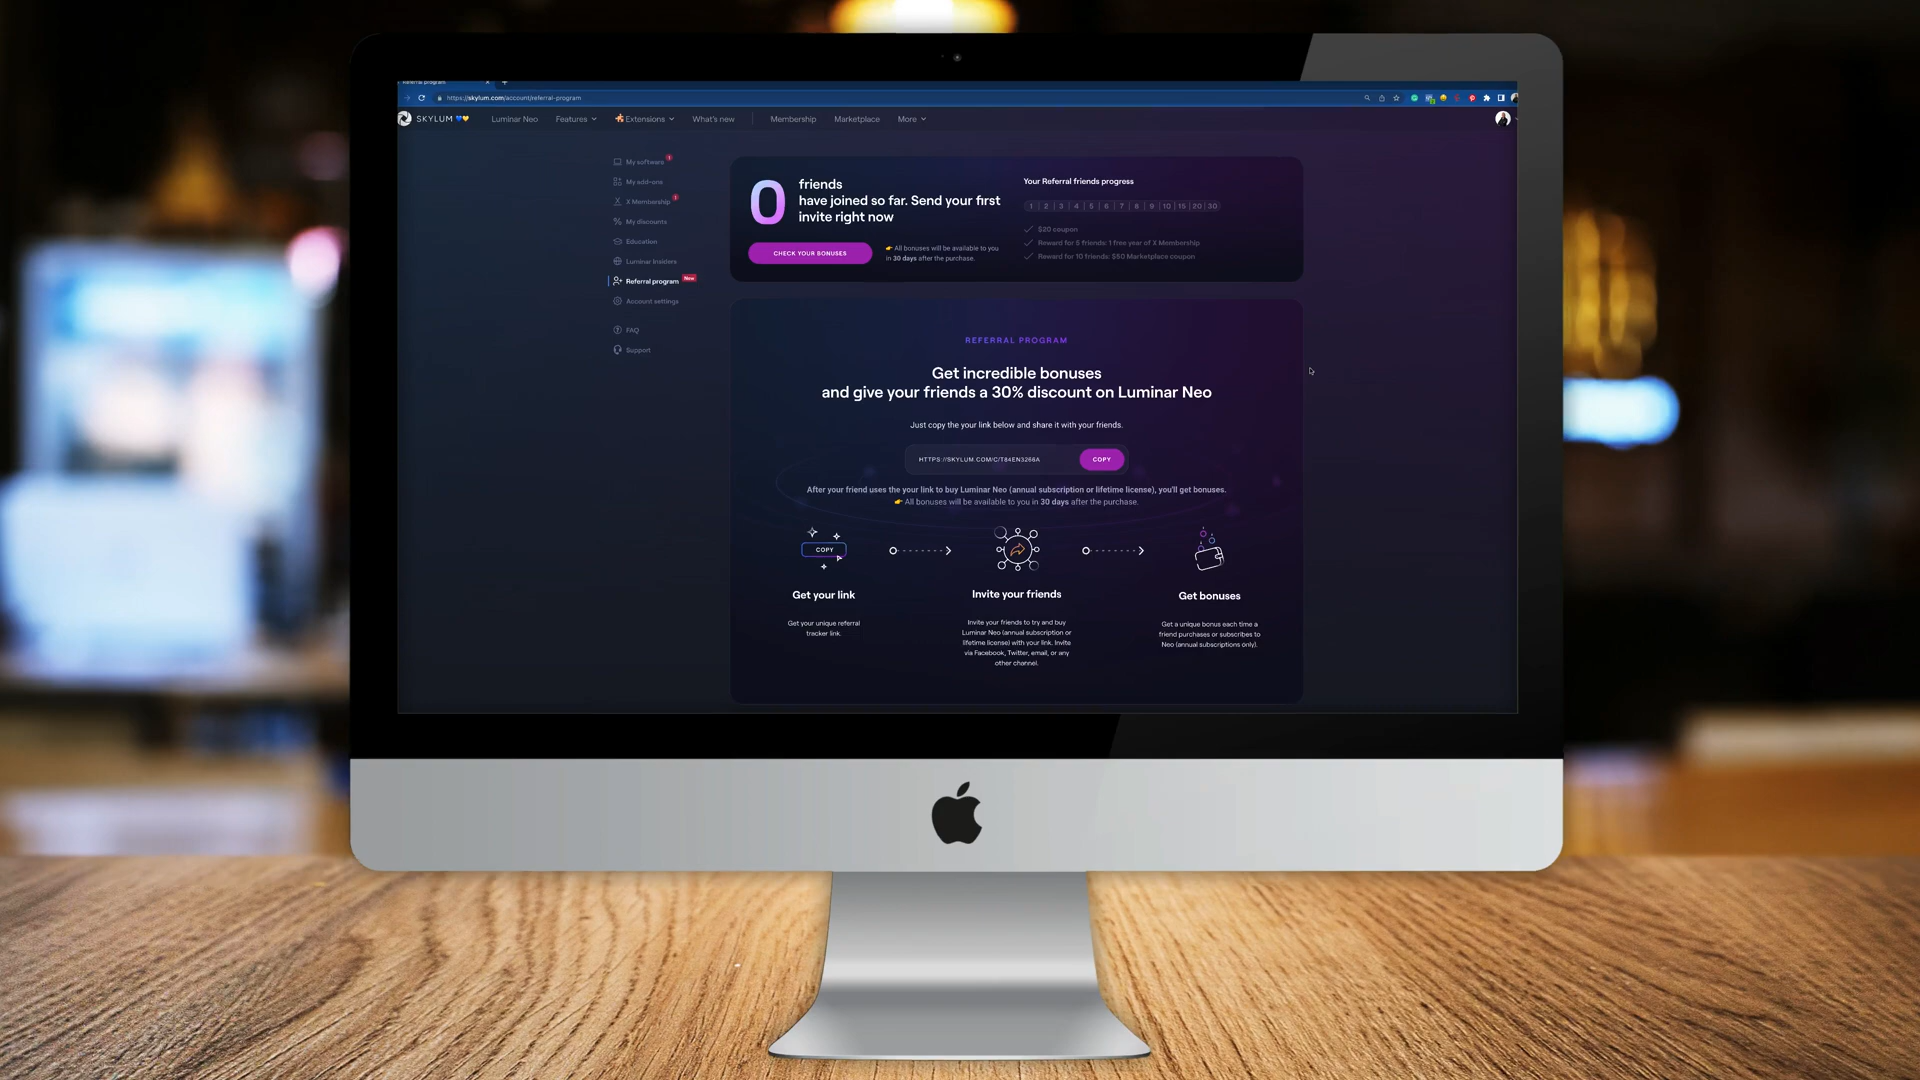 Referral program
https://skylum.com/account/referral-program
SKYLUM
Luminar Neo
Features
Extensions
What's new
Membership
Marketplace
More
My software 1
My add-ons
X Membership 1
My discounts
Education
Luminar Insiders
Referral program New
Account settings
FAQ
Support
0
friends
have joined so far. Send your first
invite right now
CHECK YOUR BONUSES
All bonuses will be available to you
in 30 days after the purchase.
Your Referral friends progress
1 | 2 | 3 | 4 | 5 | 6 | 7 | 8 | 9 | 10 | 15 | 20 | 30
$20 coupon
Reward for 5 friends: 1 free year of X Membership
Reward for 10 friends: $50 Marketplace coupon
REFERRAL PROGRAM
Get incredible bonuses
and give your friends a 30% discount on Luminar Neo
Just copy the your link below and share it with your friends.
HTTPS://SKYLUM.COM/C/T84EN3266A
COPY
After your friend uses the your link to buy Luminar Neo (annual subscription or lifetime license), you'll get bonuses.
All bonuses will be available to you in 30 days after the purchase.
COPY
Get your link
Get your unique referral
tracker link.
Invite your friends
Invite your friends to try and buy
Luminar Neo (annual subscription or
lifetime license) with your link. Invite
via Facebook, Twitter, email, or any
other channel.
Get bonuses
Get a unique bonus each time a
friend purchases or subscribes to
Neo (annual subscriptions only).